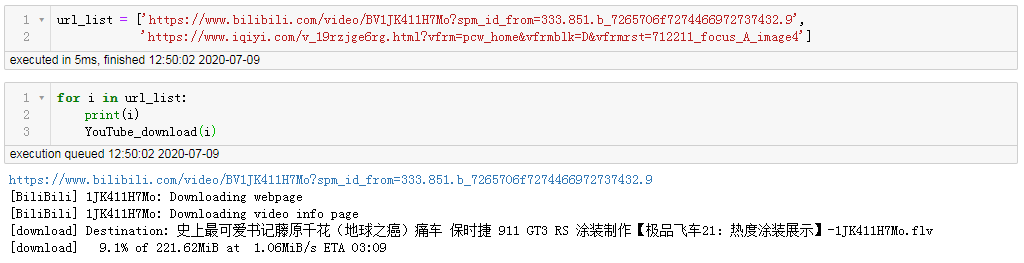 1 url_list = ['https://www.bilibili.com/video/BV1JK411H7Mo?spm_id_from=333.851.b_7265706f7274466972737432.9',
2 'https://www.iqiyi.com/v_19rzjge6rg.html?vfrm=pcw_home&vfrmblk=D&vfrmrst=712211_focus_A_image4']
executed in 5ms, finished 12:50:02 2020-07-09
1 for i in url_list:
2 print(i)
3 YouTube_download(i)
execution queued 12:50:02 2020-07-09
https://www.bilibili.com/video/BV1JK411H7Mo?spm_id_from=333.851.b_7265706f7274466972737432.9
[BiliBili] 1JK411H7Mo: Downloading webpage
[BiliBili] 1JK411H7Mo: Downloading video info page
[download] Destination: 史上最可爱书记藤原千花（地球之癌）痛车 保时捷 911 GT3 RS 涂装制作【极品飞车21：热度涂装展示】-1JK411H7Mo.flv
[download] 9.1% of 221.62MiB at 1.06MiB/s ETA 03:09